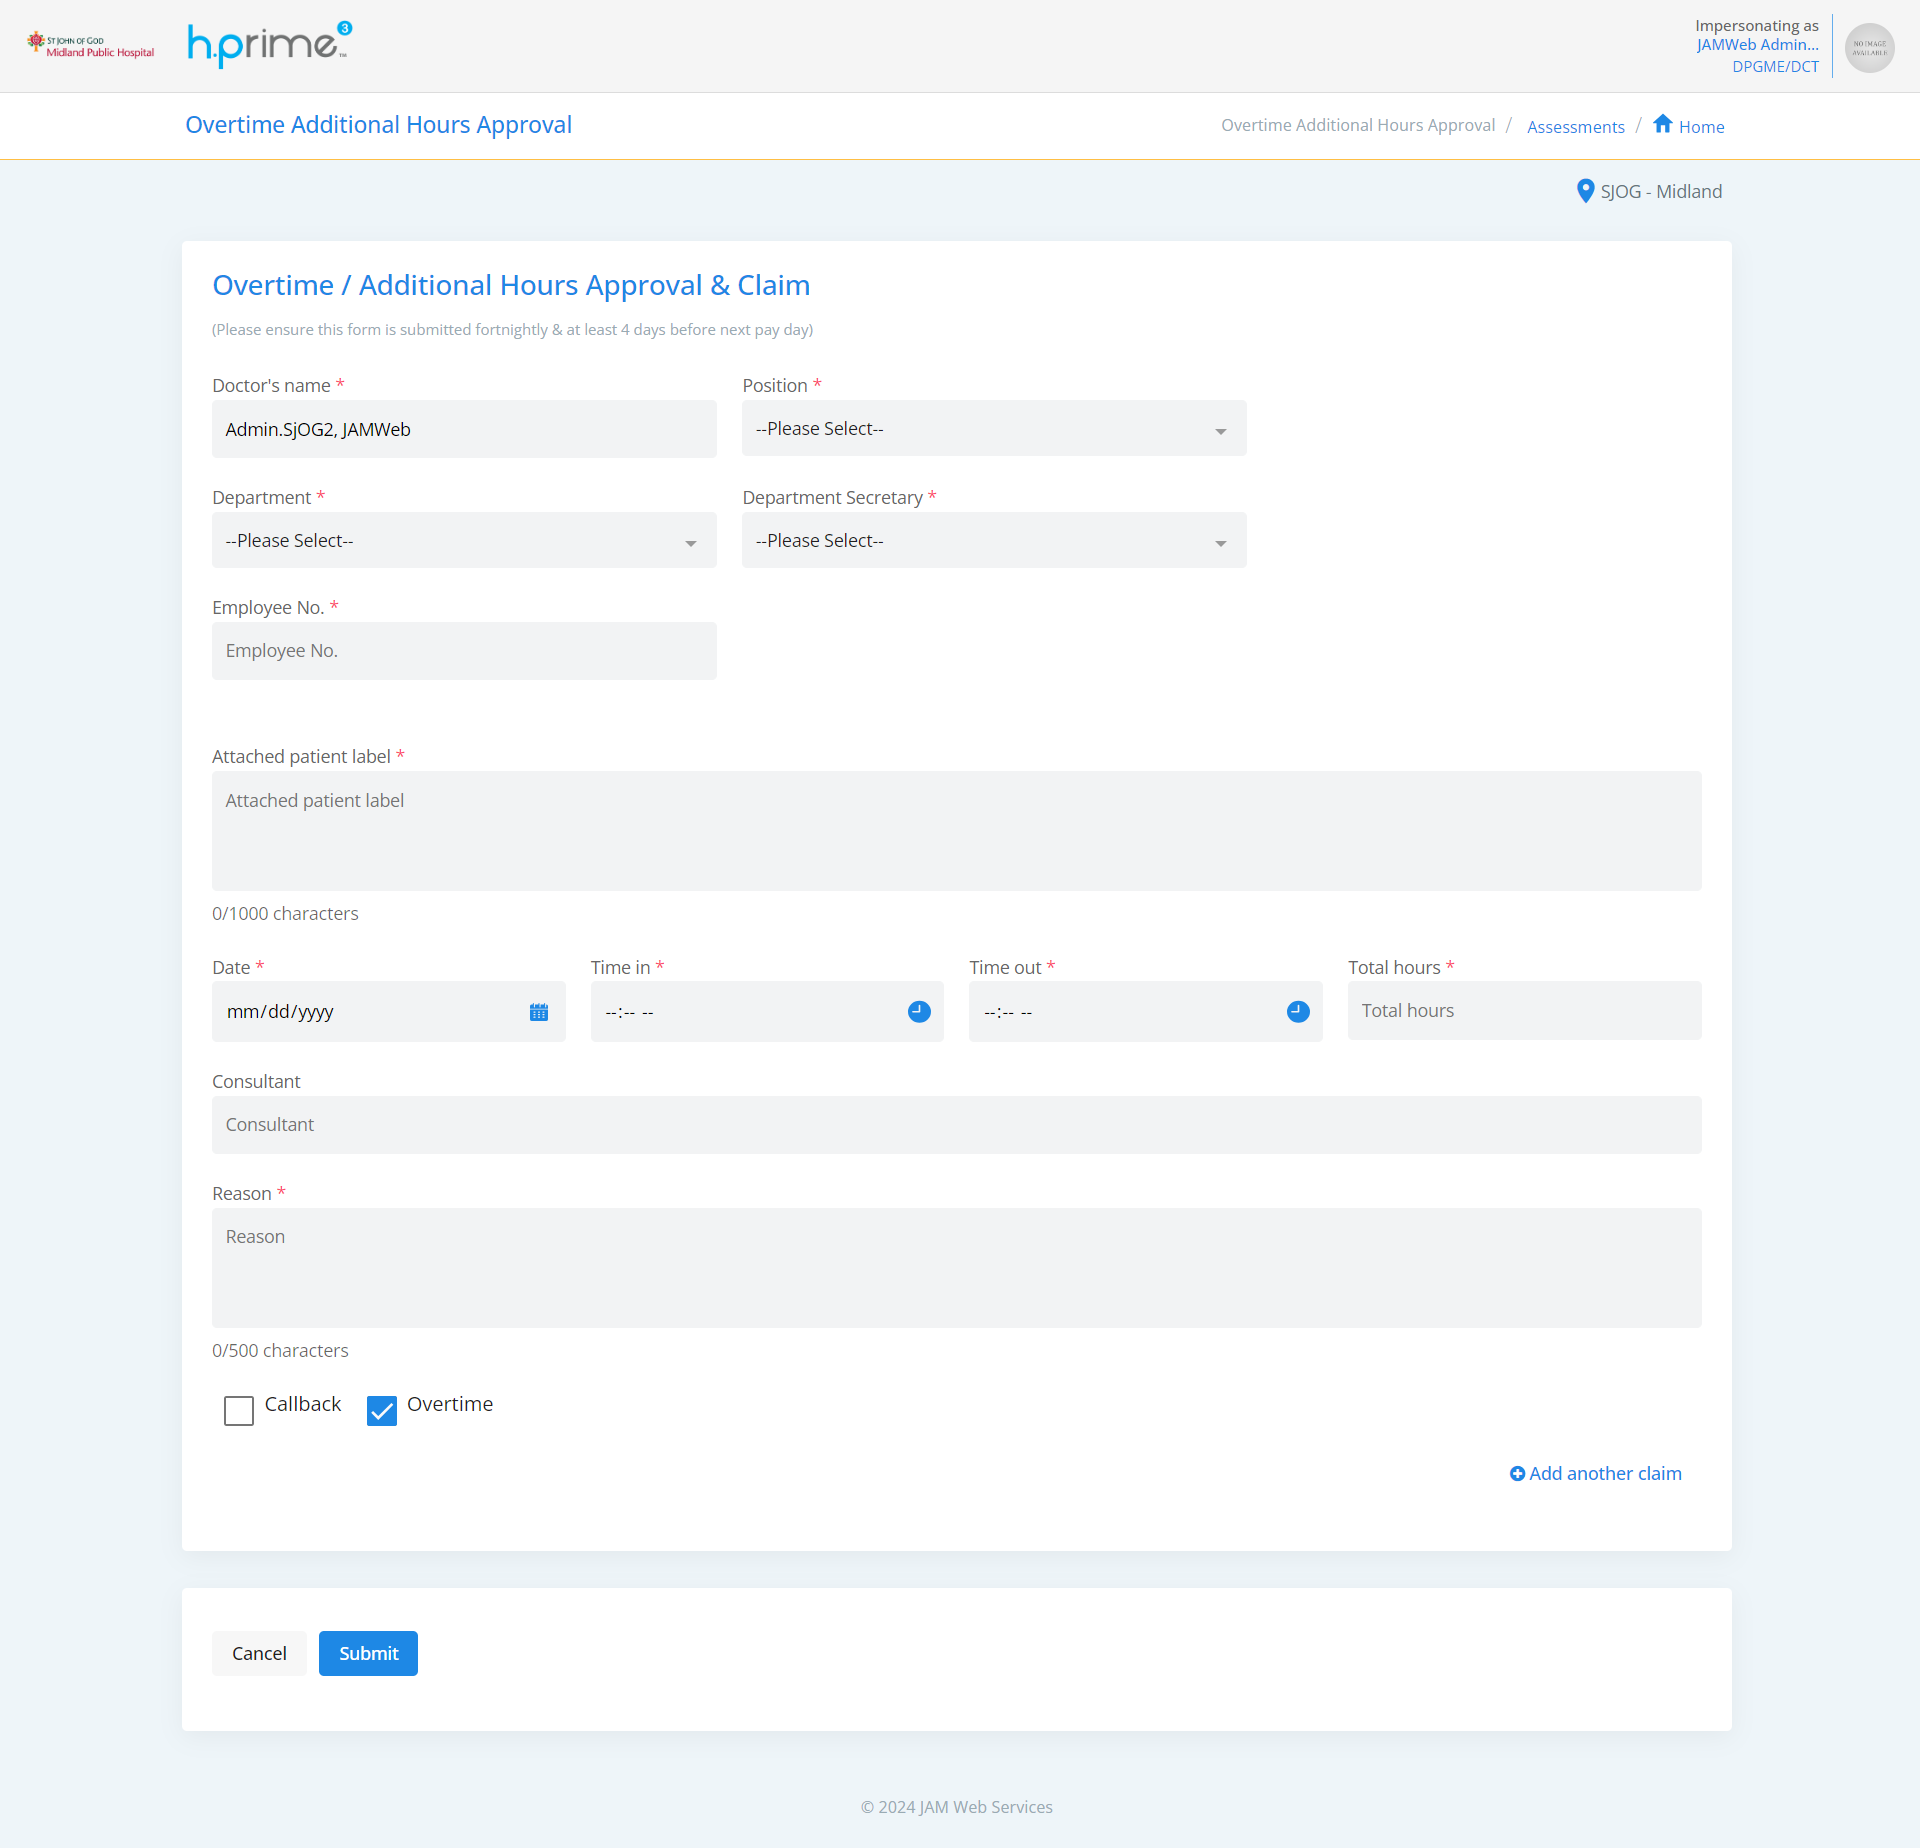 ST JOHN OF GOD
Midland Public Hospital
h.prime 3 ™
Impersonating as
JAMWeb Admin...
DPGME/DCT
NO IMAGE
AVAILABLE
Overtime Additional Hours Approval
Overtime Additional Hours Approval / Assessments / Home
SJOG - Midland
Overtime / Additional Hours Approval & Claim
(Please ensure this form is submitted fortnightly & at least 4 days before next pay day)
Doctor's name * Position *
Admin.SjOG2, JAMWeb --Please Select--
Department * Department Secretary *
--Please Select-- --Please Select--
Employee No. *
Employee No.
Attached patient label *
Attached patient label
0/1000 characters
Date * Time in * Time out * Total hours *
mm/dd/yyyy --:-- -- --:-- -- Total hours
Consultant
Consultant
Reason *
Reason
0/500 characters
Callback Overtime
Add another claim
Cancel Submit
© 2024 JAM Web Services